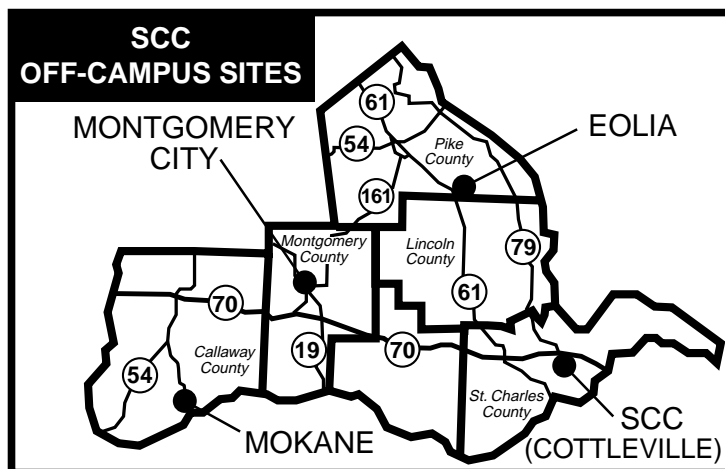 SCC
OFF-CAMPUS SITES
MONTGOMERY
CITY
EOLIA
61
54
Pike
County
161
Montgomery
County
Lincoln
County
79
61
70
70
19
Callaway
County
54
St. Charles
County
MOKANE
SCC
(COTTLEVILLE)